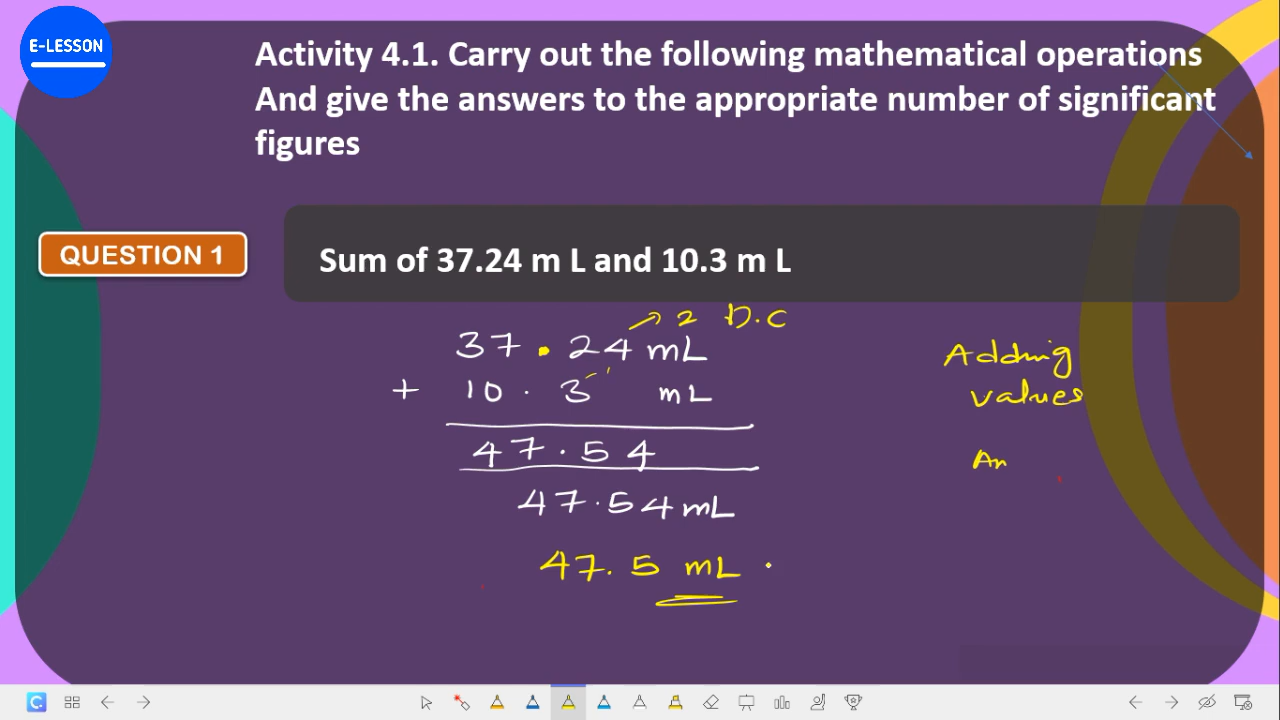 E-LESSON
Activity 4.1. Carry out the following mathematical operations
And give the answers to the appropriate number of significant
figures
QUESTION 1
Sum of 37.24 m L and 10.3 m L
2 D.C
37.24 mL
+ 10.3 mL
47.54
47.54 mL
47.5 mL
Adding
values
An